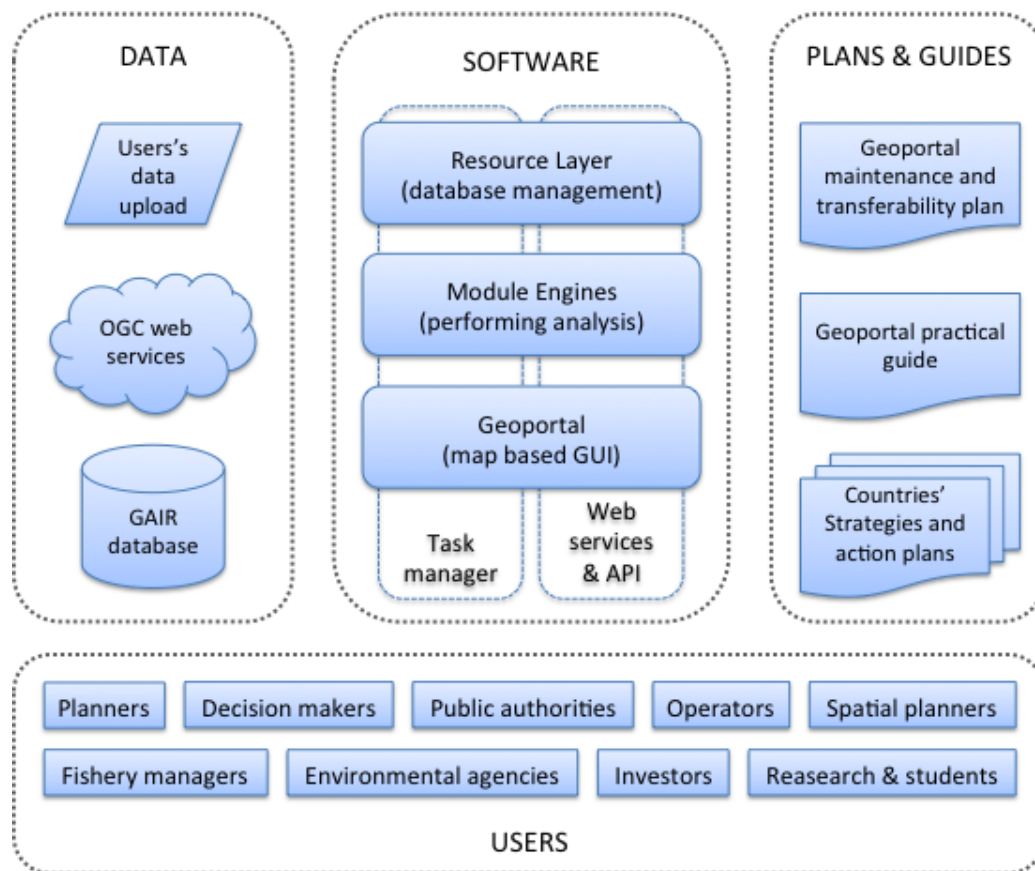 DATA
Users's
data
upload
OGC web
services
GAIR
database
SOFTWARE
Resource Layer
(database management)
Module Engines
(performing analysis)
Geoportal
(map based GUI)
Task
manager
Web
services
& API
PLANS & GUIDES
Geoportal
maintenance and
transferability plan
Geoportal practical
guide
Countries'
Strategies and
action plans
Planners
Decision makers
Public authorities
Operators
Spatial planners
Fishery managers
Environmental agencies
Investors
Reasearch & students
USERS